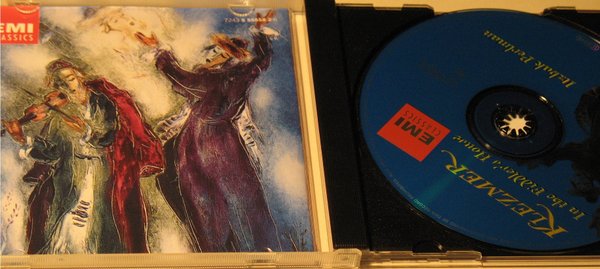 EMI
CLASSICS
EMI
CLASSICS
Itzhak Perlman
KLEZMER
In the Fiddler's House